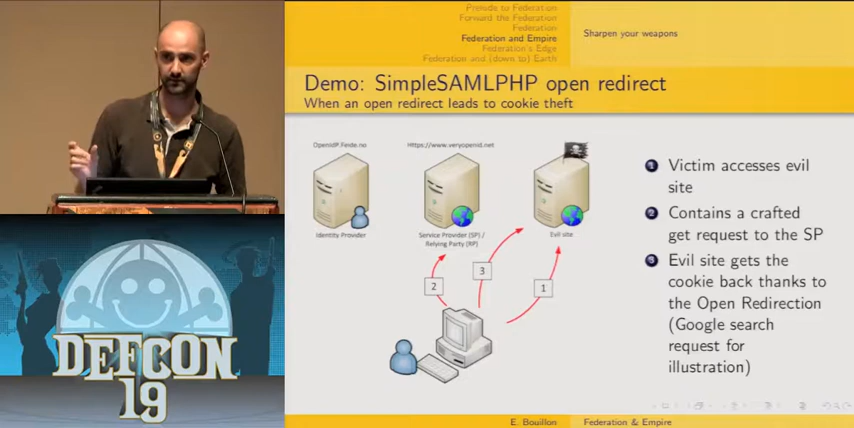 Prelude to Federation
Forward the Federation
Federation
Federation and Empire
Federation's Edge
Federation and (down to) Earth
Sharpen your weapons
Demo: SimpleSAMLPHP open redirect
When an open redirect leads to cookie theft
OpenIdP.Feide.no
Https://www.veryopenid.net
Identity Provider
Service Provider (SP) /
Relying Party (RP)
Evil site
1
2
3
1 Victim accesses evil
site
2 Contains a crafted
get request to the SP
3 Evil site gets the
cookie back thanks to
the Open Redirection
(Google search
request for
illustration)
E. Bouillon
Federation & Empire
DEFCON
19